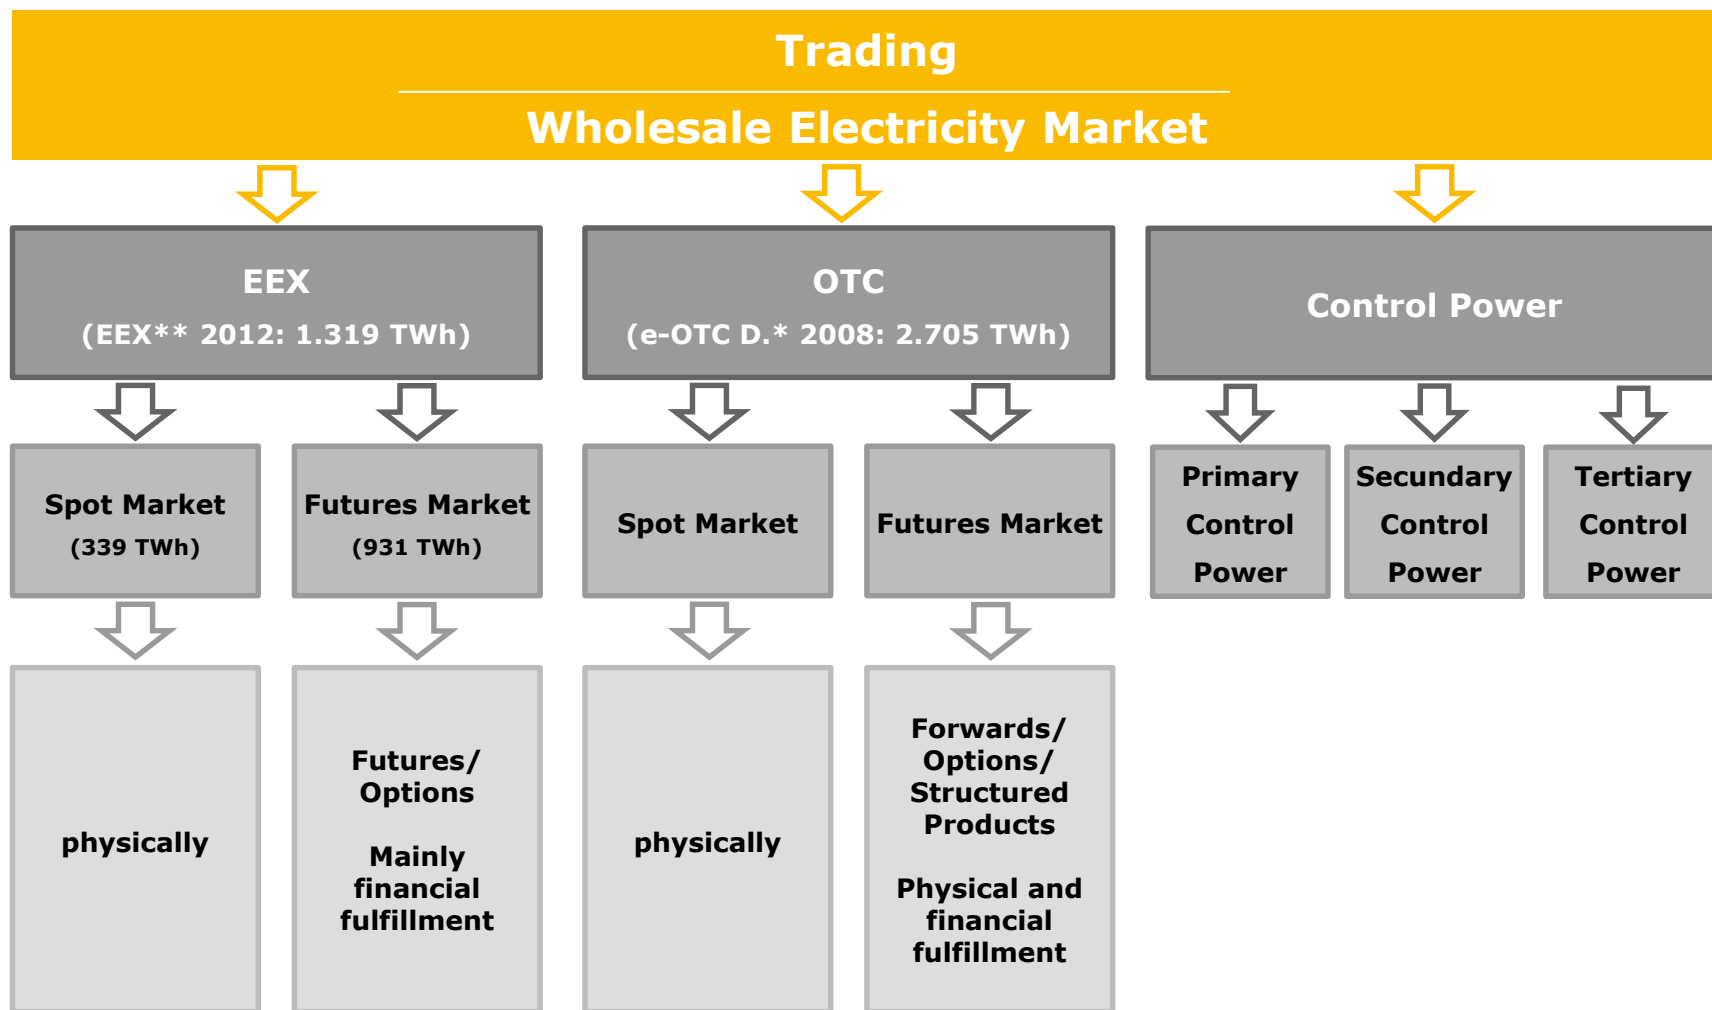 Trading
Wholesale Electricity Market
EEX
(EEX** 2012: 1.319 TWh)
OTC
(e-OTC D.* 2008: 2.705 TWh)
Control Power
Spot Market
(339 TWh)
Futures Market
(931 TWh)
Spot Market
Futures Market
Primary
Control
Power
Secundary
Control
Power
Tertiary
Control
Power
physically
Futures/
Options
Mainly
financial
fulfillment
physically
Forwards/
Options/
Structured
Products
Physical and
financial
fulfillment